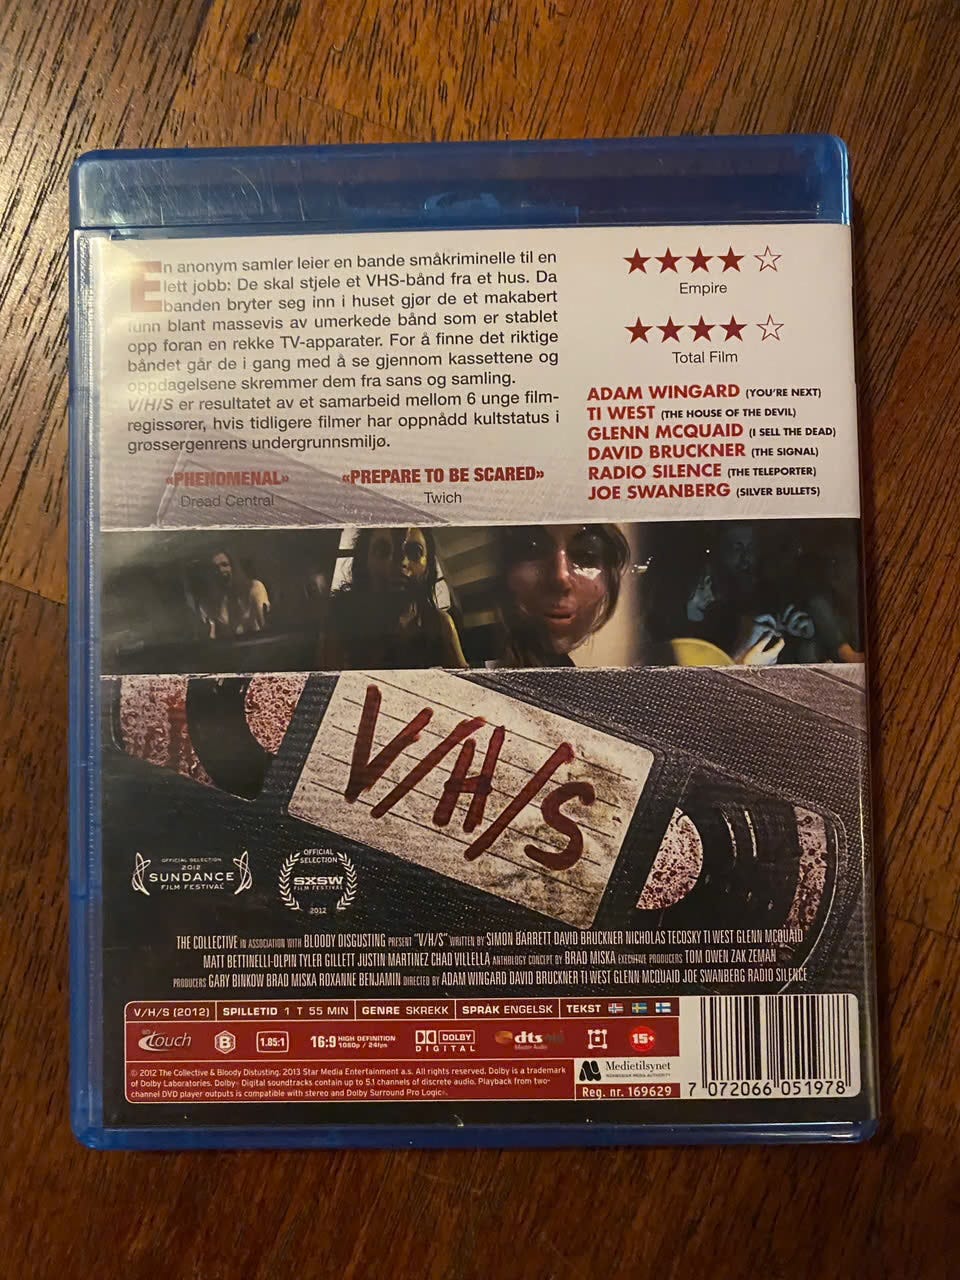 En anonym samler leier en bande småkriminelle til en
lett jobb: De skal stjele et VHS-bånd fra et hus. Da
banden bryter seg inn i huset gjør de et makabert
funn blant massevis av umerkede bånd som er stablet
opp foran en rekke TV-apparater. For å finne det riktige
båndet går de i gang med å se gjennom kassettene og
oppdagelsene skremmer dem fra sans og samling.
V/H/S er resultatet av et samarbeid mellom 6 unge film-
regissører, hvis tidligere filmer har oppnådd kultstatus i
grøssergenrens undergrunnsmiljø.
«PHENOMENAL»
Dread Central
«PREPARE TO BE SCARED»
Twich
Empire
Total Film
ADAM WINGARD (YOU'RE NEXT)
TI WEST (THE HOUSE OF THE DEVIL)
GLENN MCQUAID (I SELL THE DEAD)
DAVID BRUCKNER (THE SIGNAL)
RADIO SILENCE (THE TELEPORTER)
JOE SWANBERG (SILVER BULLETS)
V/H/S
OFFICIAL SELECTION
2012
SUNDANCE
FILM FESTIVAL
OFFICIAL
SELECTION
SXSW
FILM FESTIVAL
2012
THE COLLECTIVE IN ASSOCIATION WITH BLOODY DISGUSTING PRESENT "V/H/S" WRITTEN BY SIMON BARRETT DAVID BRUCKNER NICHOLAS TECOSKY TI WEST GLENN MCQUAID
MATT BETTINELLI-OLPIN TYLER GILLETT JUSTIN MARTINEZ CHAD VILLELLA ANTHOLOGY CONCEPT BY BRAD MISKA EXECUTIVE PRODUCERS TOM OWEN ZAK ZEMAN
PRODUCERS GARY BINKOW BRAD MISKA ROXANNE BENJAMIN DIRECTED BY ADAM WINGARD DAVID BRUCKNER TI WEST GLENN MCQUAID JOE SWANBERG RADIO SILENCE
V/H/S (2012) SPILLETID 1 T 55 MIN GENRE SKREKK SPRÅK ENGELSK TEKST
touch B 1.85:1 16:9 HIGH DEFINITION 1080p / 24fps DOLBY DIGITAL dts Master Audio 15+
© 2012 The Collective & Bloody Disgusting. 2013 Star Media Entertainment a.s. All rights reserved. Dolby is a trademark
of Dolby Laboratories. Dolby Digital soundtracks contain up to 5.1 channels of discrete audio. Playback from two-
channel DVD player outputs is compatible with stereo and Dolby Surround Pro Logic.
Medietilsynet
NORWEGIAN MEDIA AUTHORITY
Reg. nr. 169629
7 072066 051978